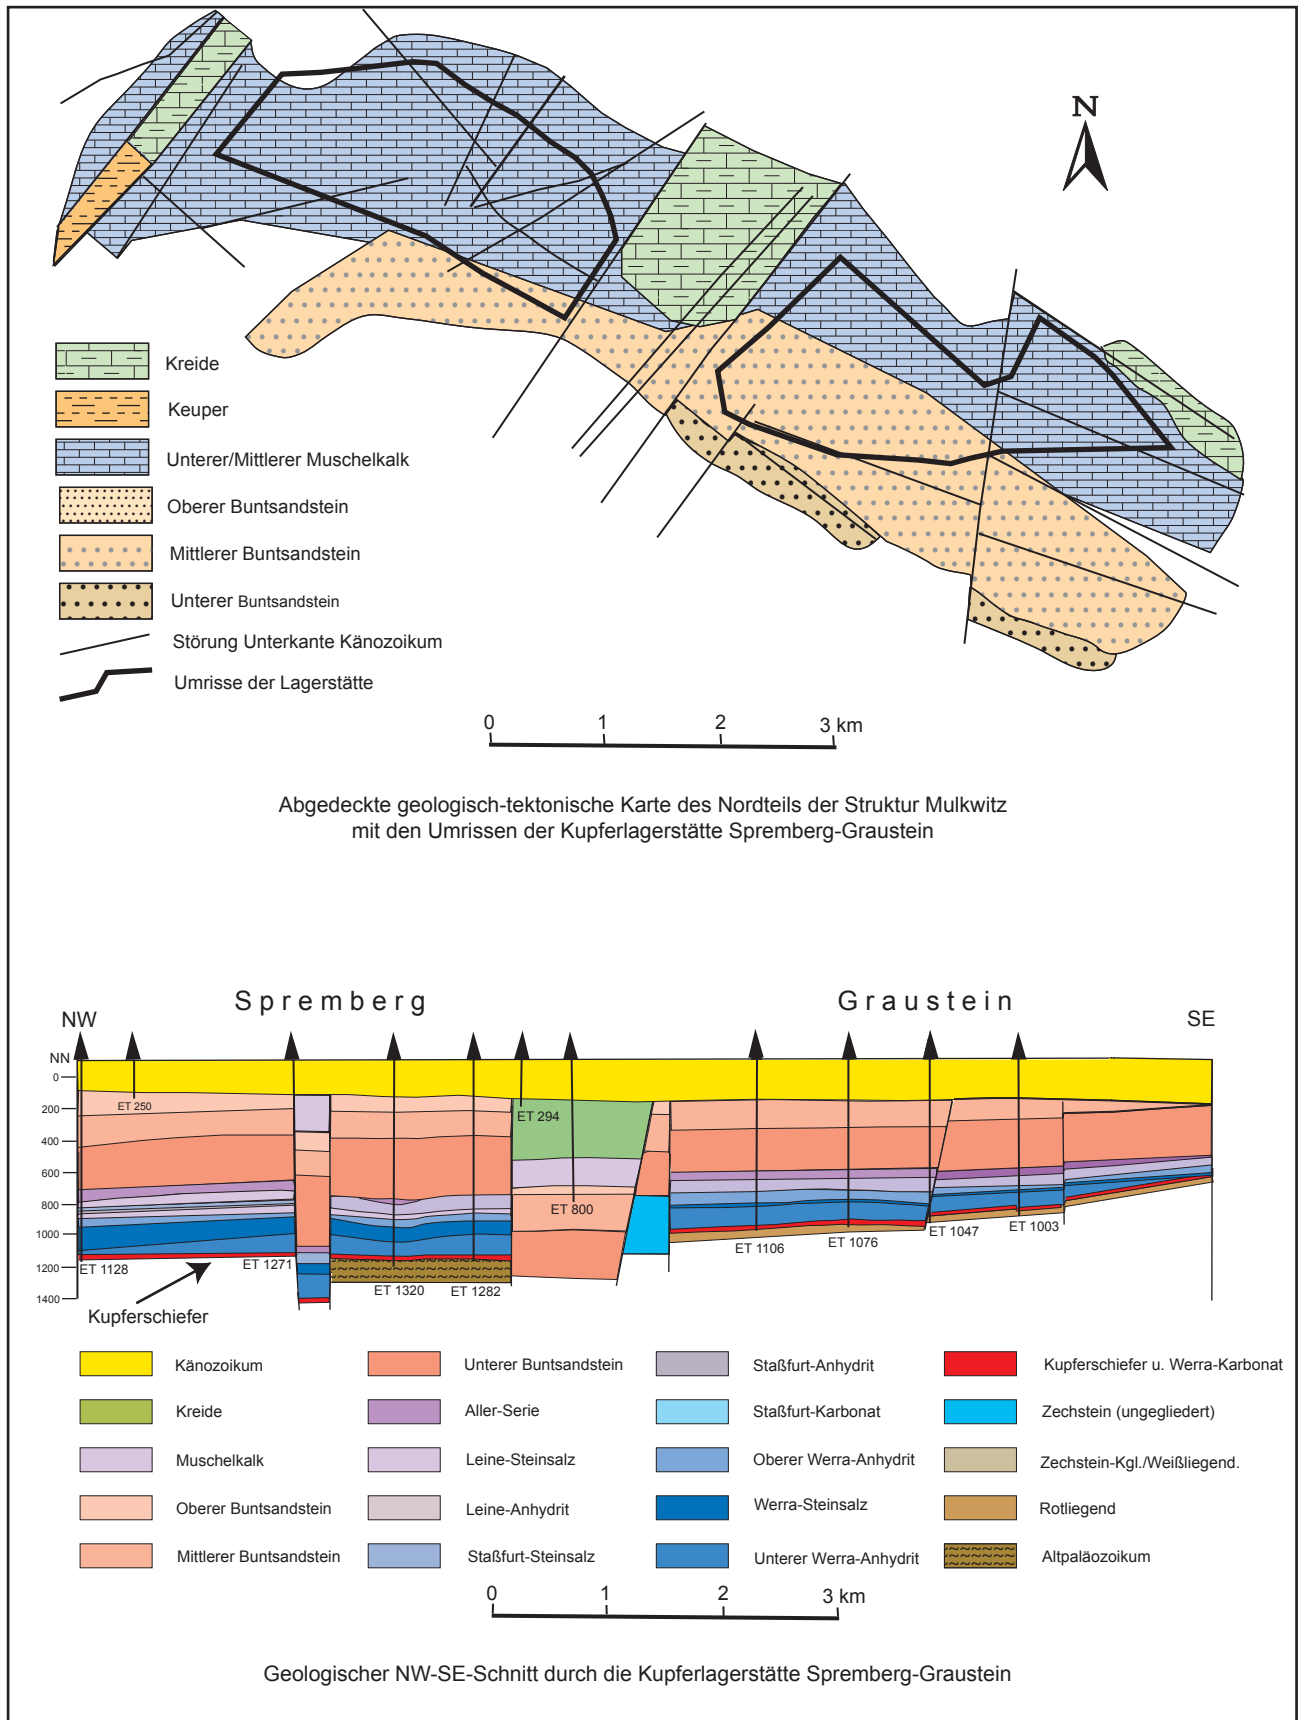 N
Kreide
Keuper
Unterer/Mittlerer Muschelkalk
Oberer Buntsandstein
Mittlerer Buntsandstein
Unterer Buntsandstein
Störung Unterkante Känozoikum
Umrisse der Lagerstätte
0 1 2 3 km
Abgedeckte geologisch-tektonische Karte des Nordteils der Struktur Mulkwitz
mit den Umrissen der Kupferlagerstätte Spremberg-Graustein
Spremberg Graustein
NW SE
NN
0
200
400
600
800
1000
1200
1400
ET 250
ET 294
ET 800
ET 1128
ET 1271
ET 1320
ET 1282
ET 1106
ET 1076
ET 1047
ET 1003
Kupferschiefer
Känozoikum
Kreide
Muschelkalk
Oberer Buntsandstein
Mittlerer Buntsandstein
Unterer Buntsandstein
Aller-Serie
Leine-Steinsalz
Leine-Anhydrit
Staßfurt-Steinsalz
Staßfurt-Anhydrit
Staßfurt-Karbonat
Oberer Werra-Anhydrit
Werra-Steinsalz
Unterer Werra-Anhydrit
Kupferschiefer u. Werra-Karbonat
Zechstein (ungegliedert)
Zechstein-Kgl./Weißliegend.
Rotliegend
Altpaläozoikum
0 1 2 3 km
Geologischer NW-SE-Schnitt durch die Kupferlagerstätte Spremberg-Graustein